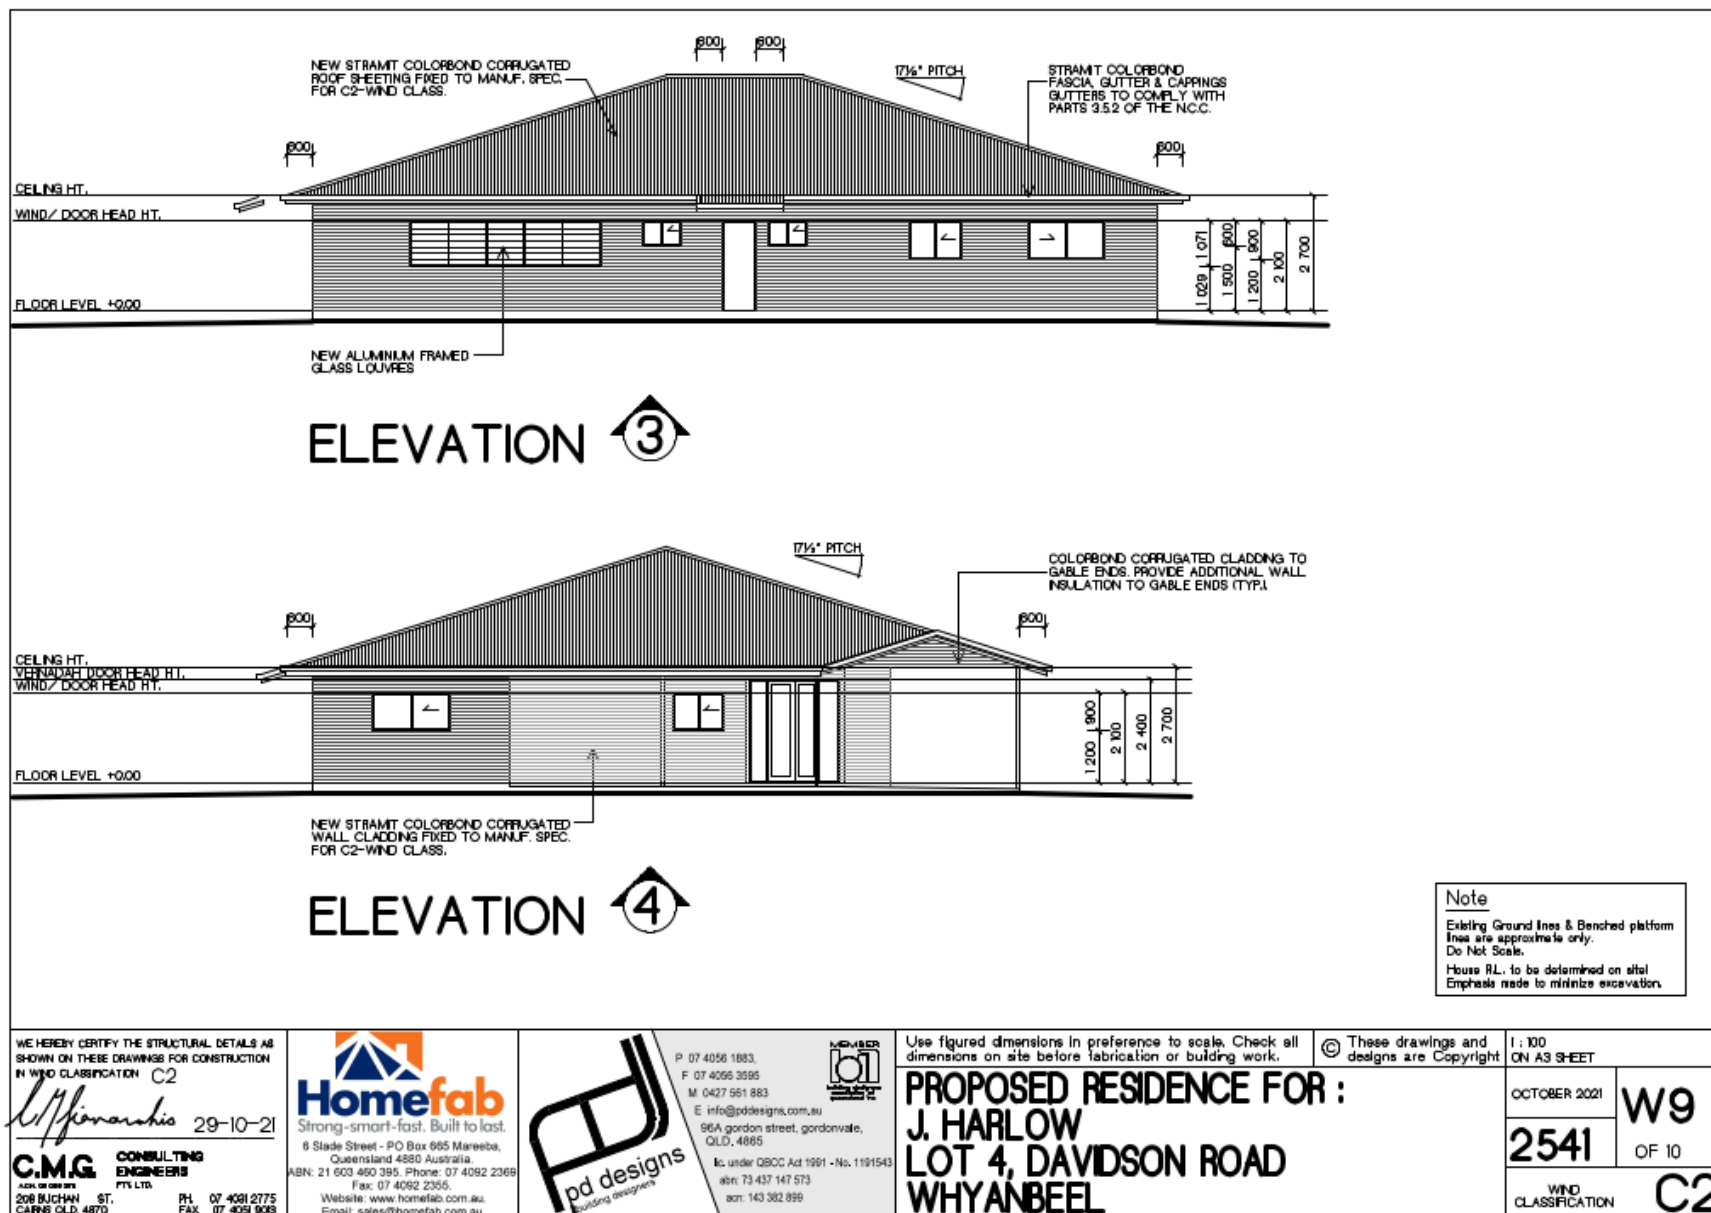 600 600
NEW STRAMIT COLORBOND CORRUGATED
ROOF SHEETING FIXED TO MANUF. SPEC.
FOR C2-WIND CLASS.
17½° PITCH
STRAMIT COLORBOND
FASCIA, GUTTER & CAPPINGS
GUTTERS TO COMPLY WITH
PARTS 3.5.2 OF THE N.C.C.
600 600
CEILING HT.
WIND/ DOOR HEAD HT.
FLOOR LEVEL +0.00
1 029 1 071
1 500 600
1 200 900
2 100
2 700
NEW ALUMINIUM FRAMED
GLASS LOUVRES
ELEVATION 3
17½° PITCH
COLORBOND CORRUGATED CLADDING TO
GABLE ENDS. PROVIDE ADDITIONAL WALL
INSULATION TO GABLE ENDS (TYP.)
600 600
CEILING HT.
VERNADAH DOOR HEAD HT.
WIND/ DOOR HEAD HT.
FLOOR LEVEL +0.00
1 200 900
2 100
2 400
2 700
NEW STRAMIT COLORBOND CORRUGATED
WALL CLADDING FIXED TO MANUF. SPEC.
FOR C2-WIND CLASS.
ELEVATION 4
Note
Existing Ground lines & Benched platform
lines are approximate only.
Do Not Scale.
House R.L. to be determined on site!
Emphasis made to minimize excavation.
WE HEREBY CERTIFY THE STRUCTURAL DETAILS AS
SHOWN ON THESE DRAWINGS FOR CONSTRUCTION
IN WIND CLASSIFICATION C2
29-10-21
C.M.G. CONSULTING
ENGINEERS
PTY. LTD.
208 BUCHAN ST. PH. 07 4031 2775
CAIRNS QLD. 4870 FAX. 07 4051 9013
Homefab
Strong-smart-fast. Built to last.
6 Slade Street - PO Box 665 Mareeba,
Queensland 4880 Australia.
ABN: 21 603 460 395. Phone: 07 4092 2369
Fax: 07 4092 2355.
Website: www.homefab.com.au.
Email: sales@homefab.com.au
pd designs
building designers
P 07 4056 1883,
F 07 4056 3595
M 0427 561 883
E info@pddesigns.com.au
96A gordon street, gordonvale,
QLD, 4865
lic. under QBCC Act 1991 - No. 1191543
abn: 73 437 147 573
acn: 143 382 899
MEMBER
Use figured dimensions in preference to scale. Check all
dimensions on site before fabrication or building work.
© These drawings and
designs are Copyright
1 : 100
ON A3 SHEET
PROPOSED RESIDENCE FOR :
J. HARLOW
LOT 4, DAVIDSON ROAD
WHYANBEEL
OCTOBER 2021
2541
W9
OF 10
WIND
CLASSIFICATION C2